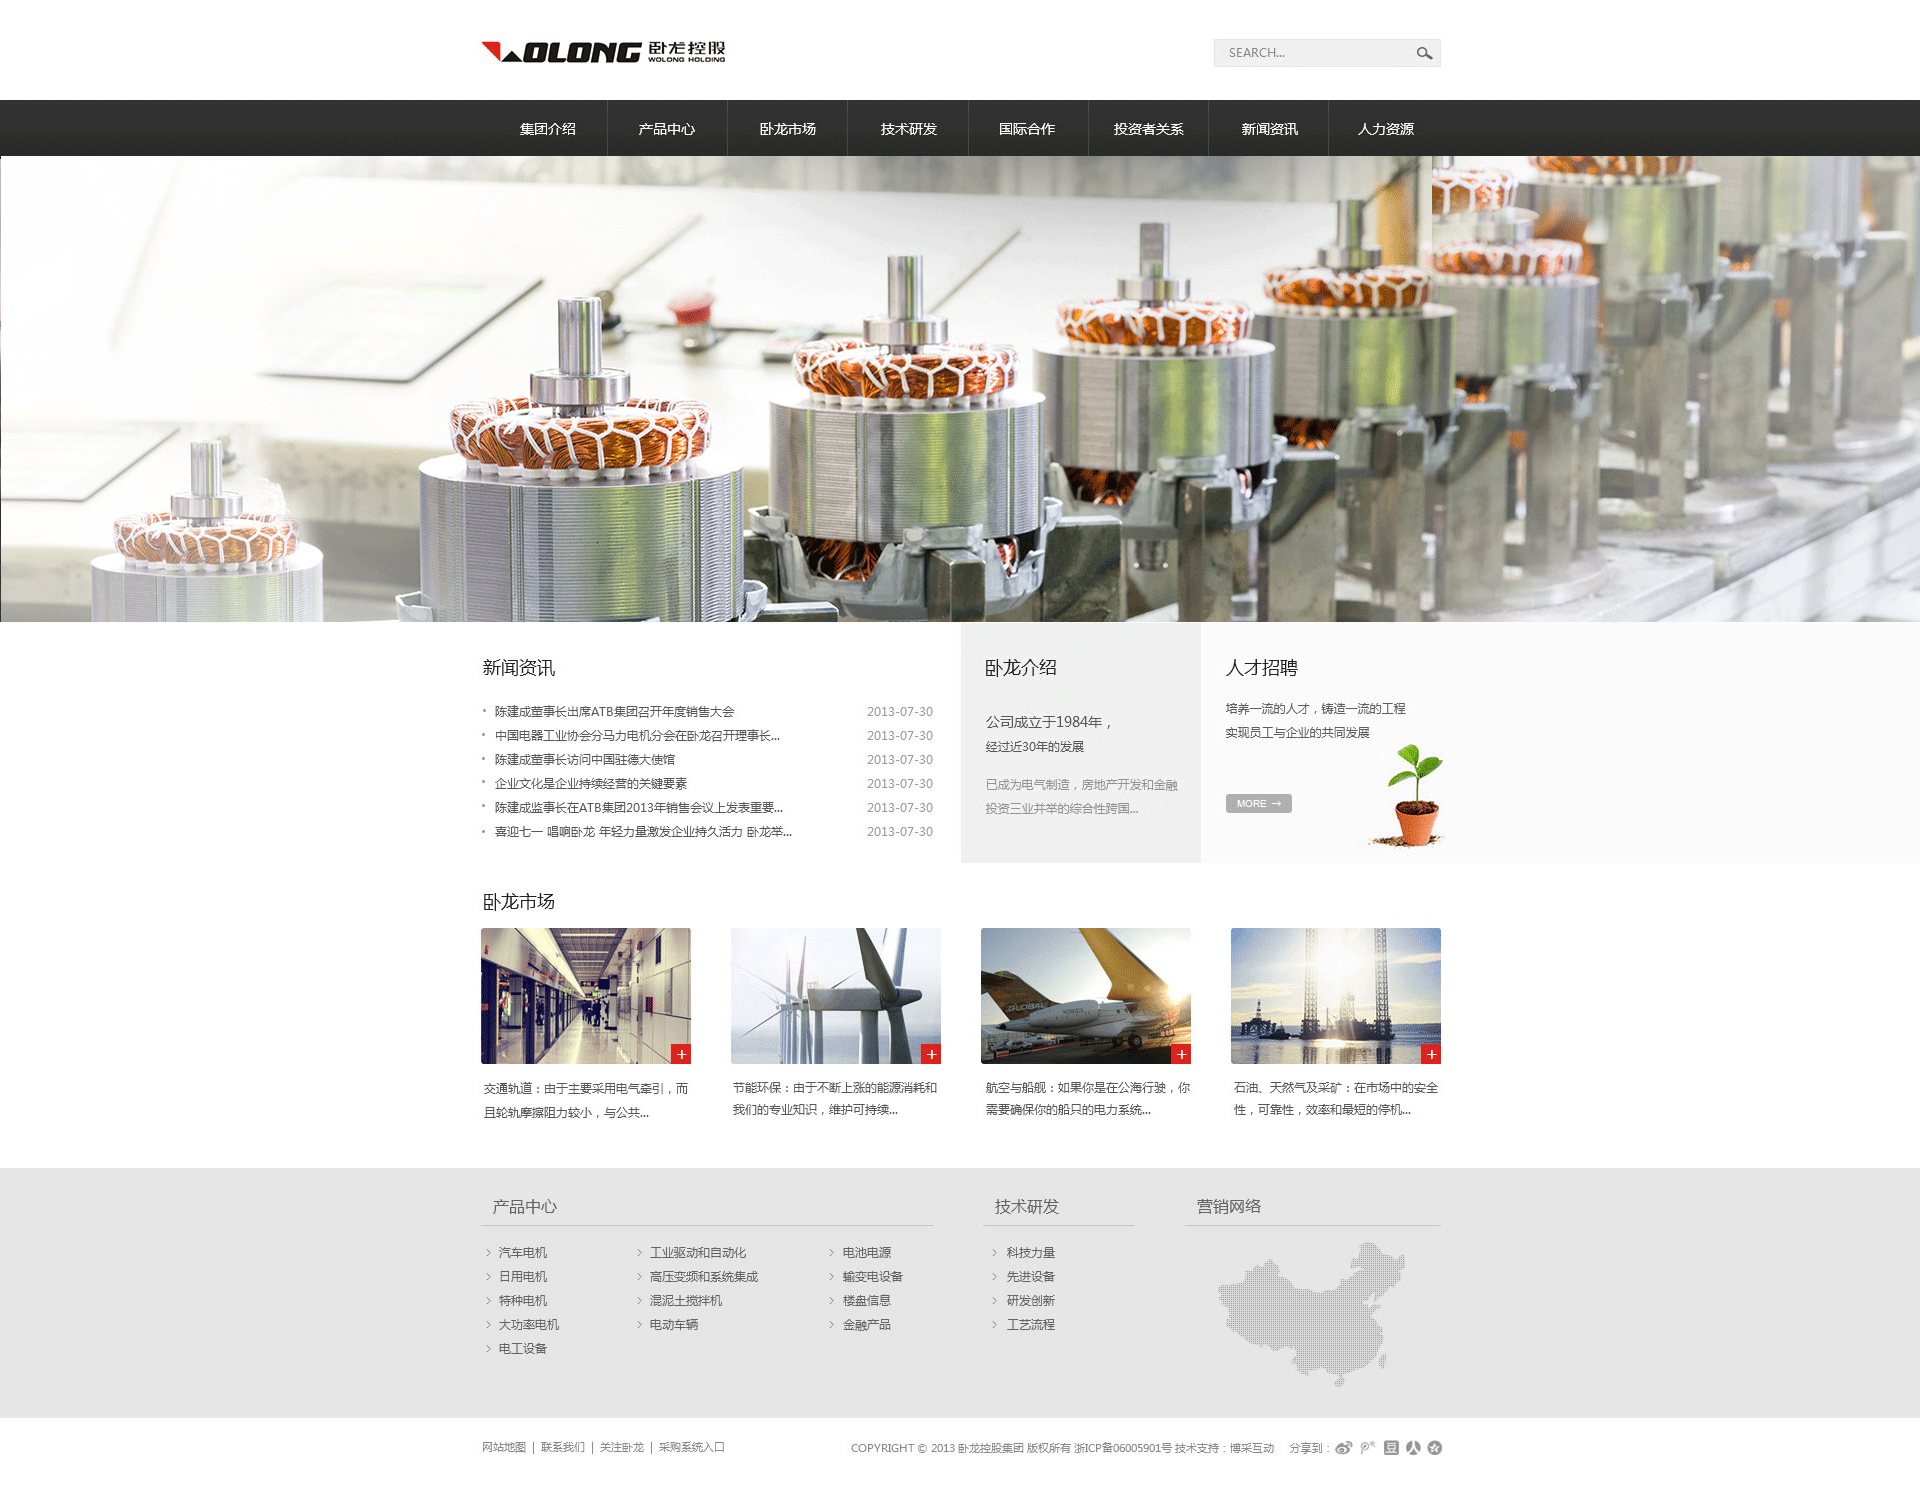 WOLONG 卧龙控股
WOLONG HOLDING
SEARCH...
集团介绍 产品中心 卧龙市场 技术研发 国际合作 投资者关系 新闻资讯 人力资源
新闻资讯
陈建成董事长出席ATB集团召开年度销售大会 2013-07-30
中国电器工业协会分马力电机分会在卧龙召开理事长... 2013-07-30
陈建成董事长访问中国驻德大使馆 2013-07-30
企业文化是企业持续经营的关键要素 2013-07-30
陈建成监事长在ATB集团2013年销售会议上发表重要... 2013-07-30
喜迎七一 唱响卧龙 年轻力量激发企业持久活力 卧龙举... 2013-07-30
卧龙介绍
公司成立于1984年，
经过近30年的发展
已成为电气制造，房地产开发和金融
投资三业并举的综合性跨国...
人才招聘
培养一流的人才，铸造一流的工程
实现员工与企业的共同发展
MORE →
卧龙市场
GLOBAL
交通轨道：由于主要采用电气牵引，而
且轮轨摩擦阻力较小，与公共...
节能环保：由于不断上涨的能源消耗和
我们的专业知识，维护可持续...
航空与船舰：如果你是在公海行驶，你
需要确保你的船只的电力系统...
石油、天然气及采矿：在市场中的安全
性，可靠性，效率和最短的停机...
产品中心
汽车电机
日用电机
特种电机
大功率电机
电工设备
工业驱动和自动化
高压变频和系统集成
混泥土搅拌机
电动车辆
电池电源
输变电设备
楼盘信息
金融产品
技术研发
科技力量
先进设备
研发创新
工艺流程
营销网络
网站地图 | 联系我们 | 关注卧龙 | 采购系统入口
COPYRIGHT © 2013 卧龙控股集团 版权所有 浙ICP备06005901号 技术支持：博采互动 分享到：
豆